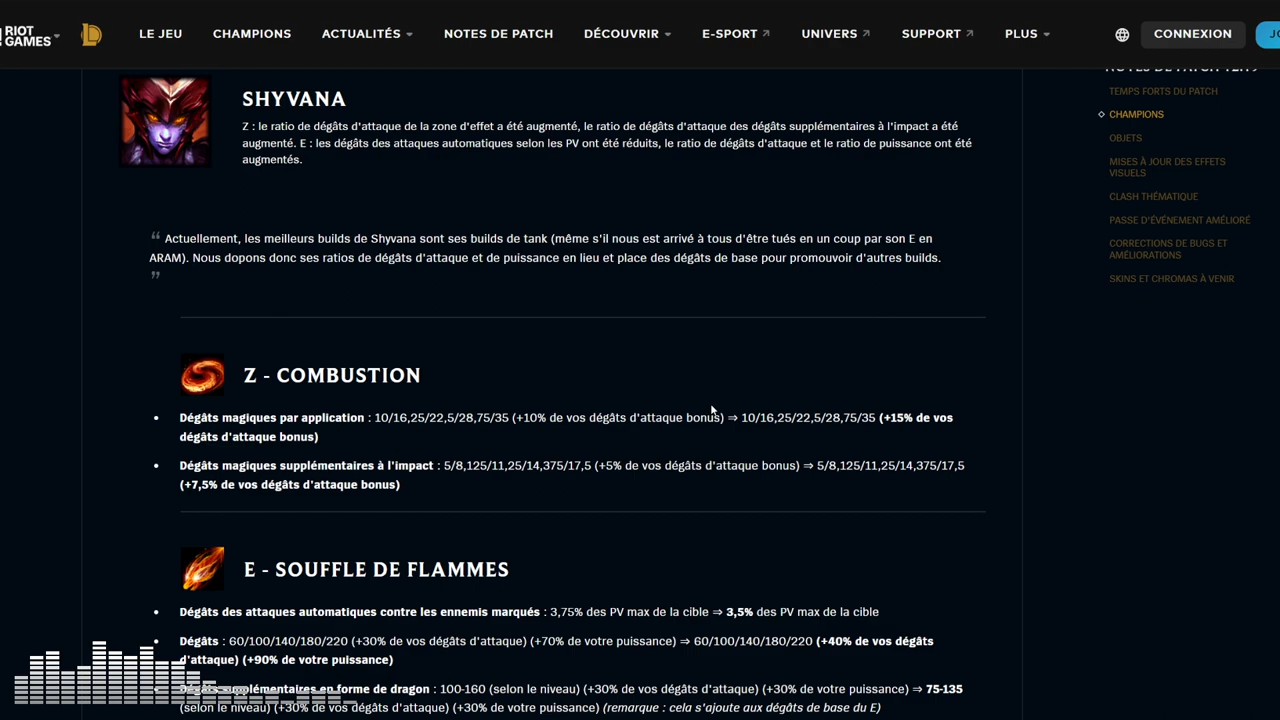 RIOT
GAMES
LE JEU
CHAMPIONS
ACTUALITÉS
NOTES DE PATCH
DÉCOUVRIR
E-SPORT
UNIVERS
SUPPORT
PLUS
CONNEXION
SHYVANA
Z : le ratio de dégâts d'attaque de la zone d'effet a été augmenté, le ratio de dégâts d'attaque des dégâts supplémentaires à l'impact a été
augmenté. E : les dégâts des attaques automatiques selon les PV ont été réduits, le ratio de dégâts d'attaque et le ratio de puissance ont été
augmentés.
“ Actuellement, les meilleurs builds de Shyvana sont ses builds de tank (même s'il nous est arrivé à tous d'être tués en un coup par son E en
ARAM). Nous dopons donc ses ratios de dégâts d'attaque et de puissance en lieu et place des dégâts de base pour promouvoir d'autres builds.
”
Z - COMBUSTION
• Dégâts magiques par application : 10/16,25/22,5/28,75/35 (+10% de vos dégâts d'attaque bonus) ⇒ 10/16,25/22,5/28,75/35 (+15% de vos
dégâts d'attaque bonus)
• Dégâts magiques supplémentaires à l'impact : 5/8,125/11,25/14,375/17,5 (+5% de vos dégâts d'attaque bonus) ⇒ 5/8,125/11,25/14,375/17,5
(+7,5% de vos dégâts d'attaque bonus)
E - SOUFFLE DE FLAMMES
• Dégâts des attaques automatiques contre les ennemis marqués : 3,75% des PV max de la cible ⇒ 3,5% des PV max de la cible
• Dégâts : 60/100/140/180/220 (+30% de vos dégâts d'attaque) (+70% de votre puissance) ⇒ 60/100/140/180/220 (+40% de vos dégâts
d'attaque) (+90% de votre puissance)
Dégâts supplémentaires en forme de dragon : 100-160 (selon le niveau) (+30% de vos dégâts d'attaque) (+30% de votre puissance) ⇒ 75-135
(selon le niveau) (+30% de vos dégâts d'attaque) (+30% de votre puissance) (remarque : cela s'ajoute aux dégâts de base du E)
TEMPS FORTS DU PATCH
CHAMPIONS
OBJETS
MISES À JOUR DES EFFETS
VISUELS
CLASH THÉMATIQUE
PASSE D'ÉVÉNEMENT AMÉLIORÉ
CORRECTIONS DE BUGS ET
AMÉLIORATIONS
SKINS ET CHROMAS À VENIR